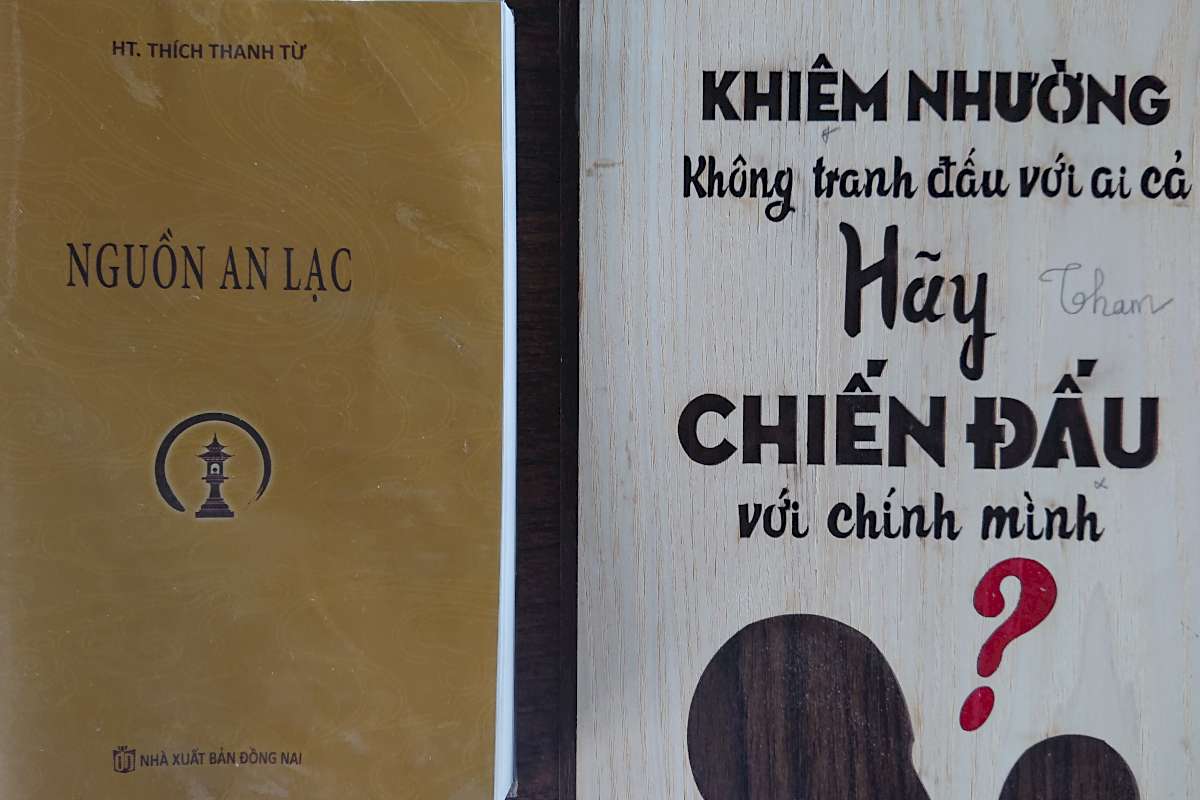 HT. THÍCH THANH TỪ
NGUỒN AN LẠC
NHÀ XUẤT BẢN ĐỒNG NAI
KHIÊM NHƯỜNG
Không tranh đấu với ai cả
Hãy
Tham
CHIẾN ĐẤU
với chính mình
?